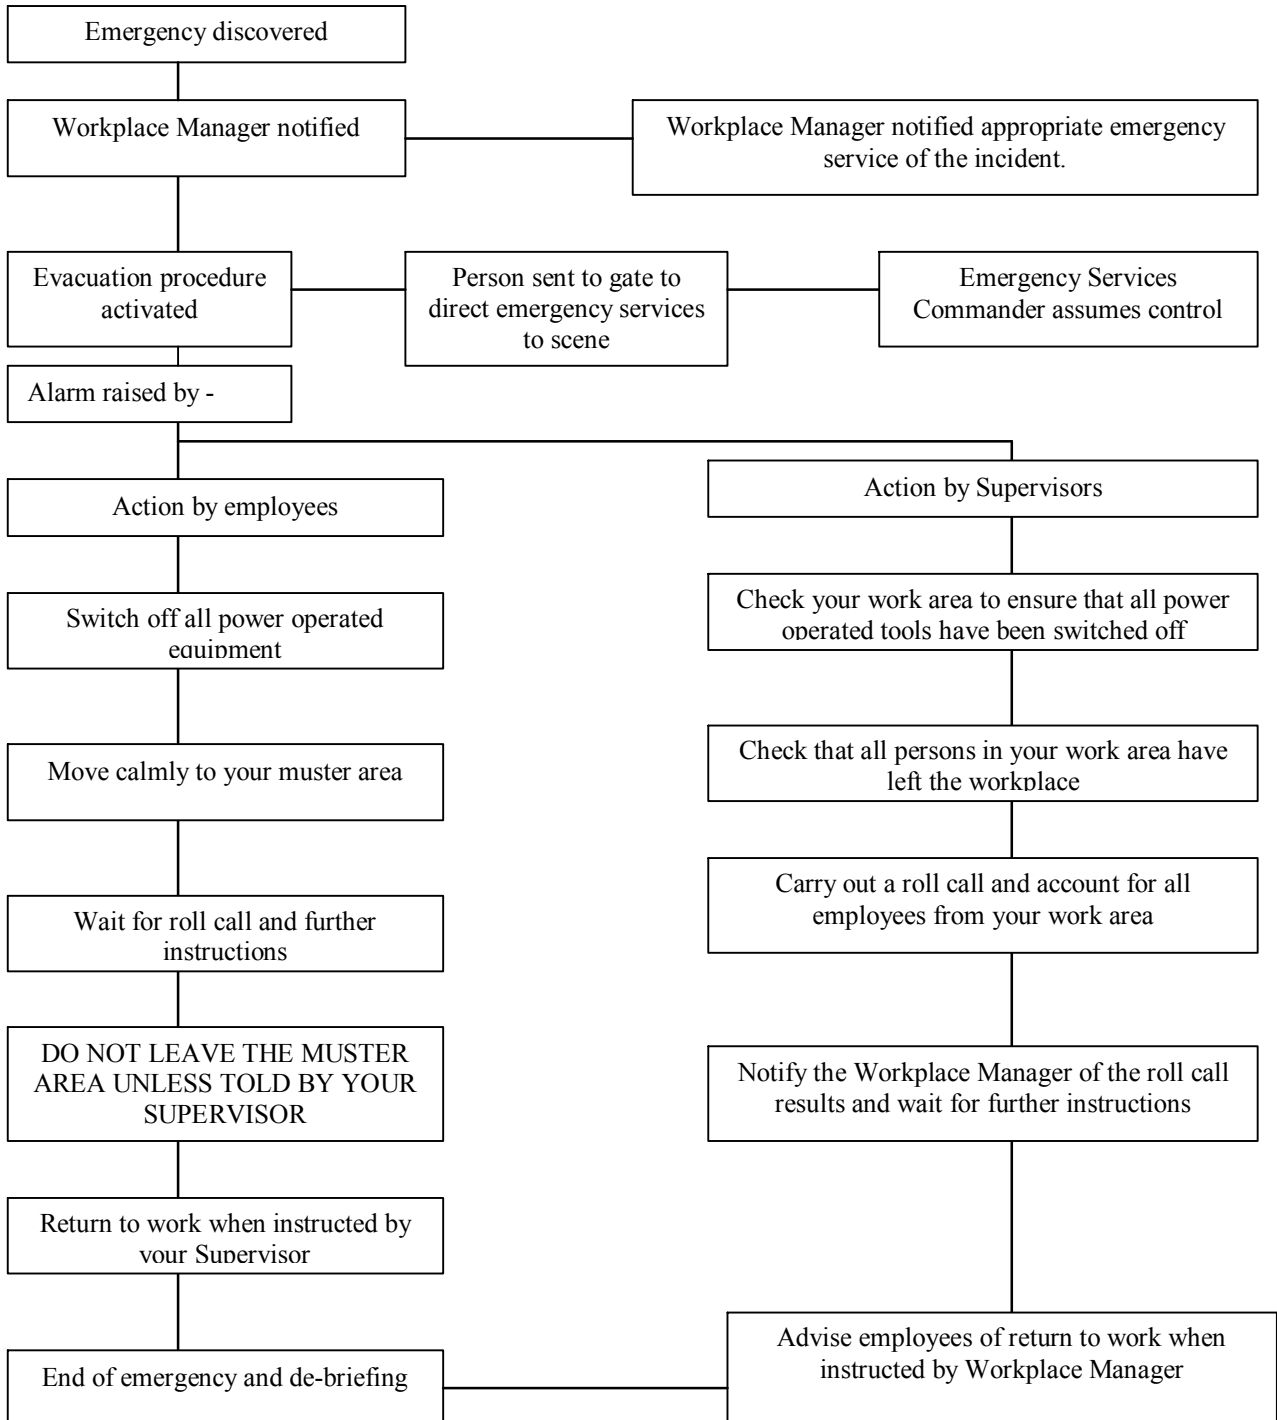 Emergency discovered
Workplace Manager notified
Workplace Manager notified appropriate emergency
service of the incident.
Evacuation procedure
activated
Person sent to gate to
direct emergency services
to scene
Emergency Services
Commander assumes control
Alarm raised by -
Action by employees
Action by Supervisors
Switch off all power operated
equipment
Check your work area to ensure that all power
operated tools have been switched off
Move calmly to your muster area
Check that all persons in your work area have
left the workplace
Wait for roll call and further
instructions
Carry out a roll call and account for all
employees from your work area
DO NOT LEAVE THE MUSTER
AREA UNLESS TOLD BY YOUR
SUPERVISOR
Notify the Workplace Manager of the roll call
results and wait for further instructions
Return to work when instructed by
your Supervisor
Advise employees of return to work when
instructed by Workplace Manager
End of emergency and de-briefing